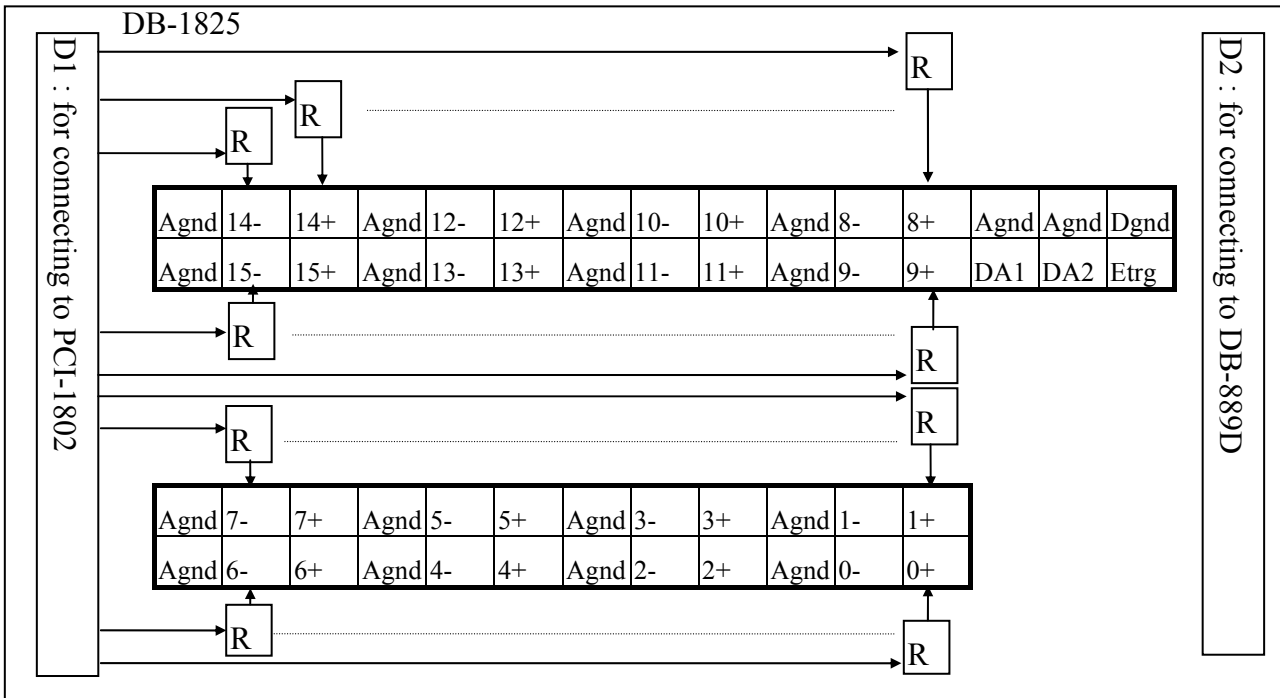 DB-1825
D1 : for connecting to PCI-1802
D2 : for connecting to DB-889D
R
R
R
Agnd 14- 14+ Agnd 12- 12+ Agnd 10- 10+ Agnd 8- 8+ Agnd Agnd Dgnd
Agnd 15- 15+ Agnd 13- 13+ Agnd 11- 11+ Agnd 9- 9+ DA1 DA2 Etrg
R
R
R
R
Agnd 7- 7+ Agnd 5- 5+ Agnd 3- 3+ Agnd 1- 1+
Agnd 6- 6+ Agnd 4- 4+ Agnd 2- 2+ Agnd 0- 0+
R
R